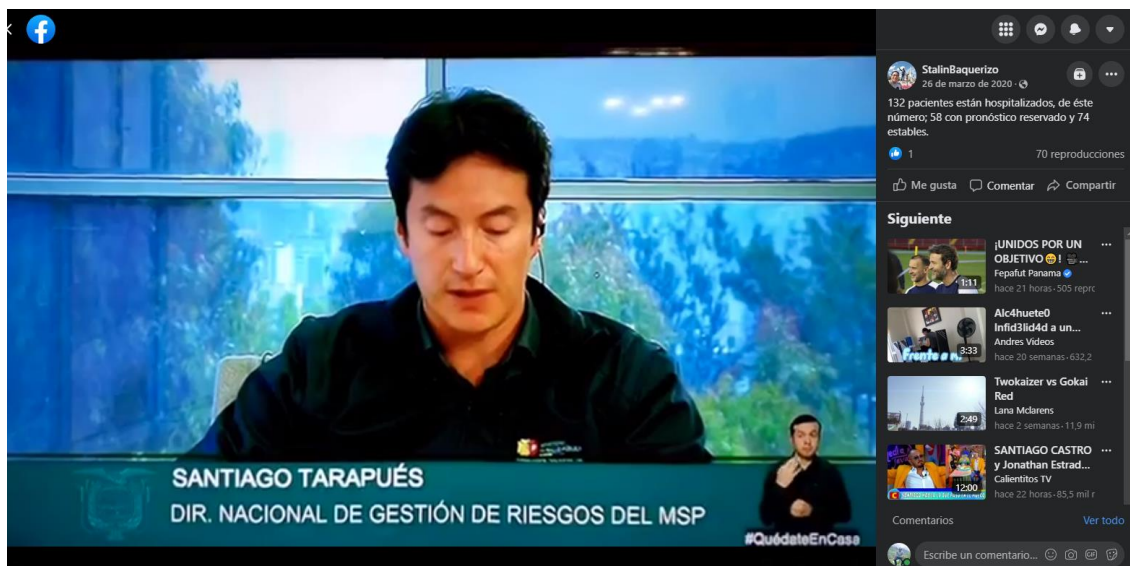 SANTIAGO TARAPUÉS
DIR. NACIONAL DE GESTIÓN DE RIESGOS DEL MSP
#QuédateEnCasa
StalinBaquerizo
26 de marzo de 2020 ·
132 pacientes están hospitalizados, de éste
número; 58 con pronóstico reservado y 74
estables.
1
70 reproducciones
Me gusta
Comentar
Compartir
Siguiente
¡UNIDOS POR UN
OBJETIVO 😁! 🎥 ...
Fepafut Panama
hace 21 horas · 505 reprc
1:11
Alc4huete0
Infid3lid4d a un...
Andres Videos
hace 20 semanas · 632,2
Frente a
3:33
Twokaizer vs Gokai
Red
Lana Mclarens
hace 2 semanas · 11,9 mi
2:49
SANTIAGO CASTRO
y Jonathan Estrad...
Calientitos TV
hace 22 horas · 85,5 mil r
12:00
Comentarios
Ver todo
Escribe un comentario...
GIF